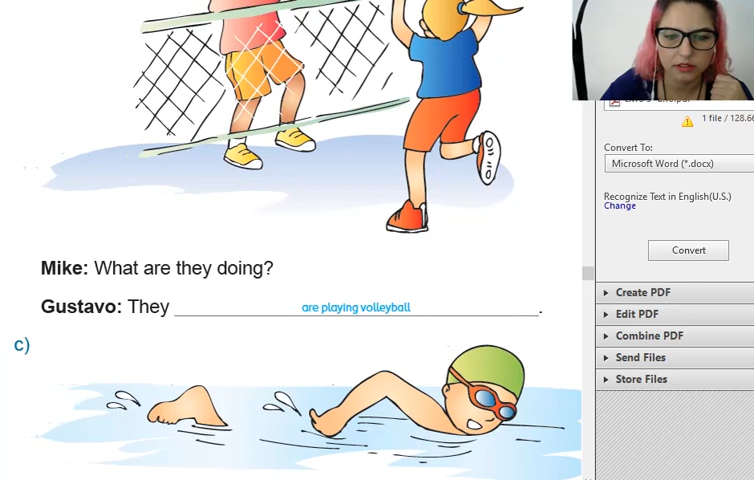 1 file / 128.66
Convert To:
Microsoft Word (*.docx)
Recognize Text in English(U.S.)
Change
Convert
Create PDF
Edit PDF
Combine PDF
Send Files
Store Files
Mike: What are they doing?
Gustavo: They are playing volleyball.
c)